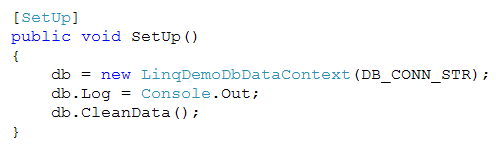 [SetUp]
public void SetUp()
{
    db = new LinqDemoDbDataContext(DB_CONN_STR);
    db.Log = Console.Out;
    db.CleanData();
}